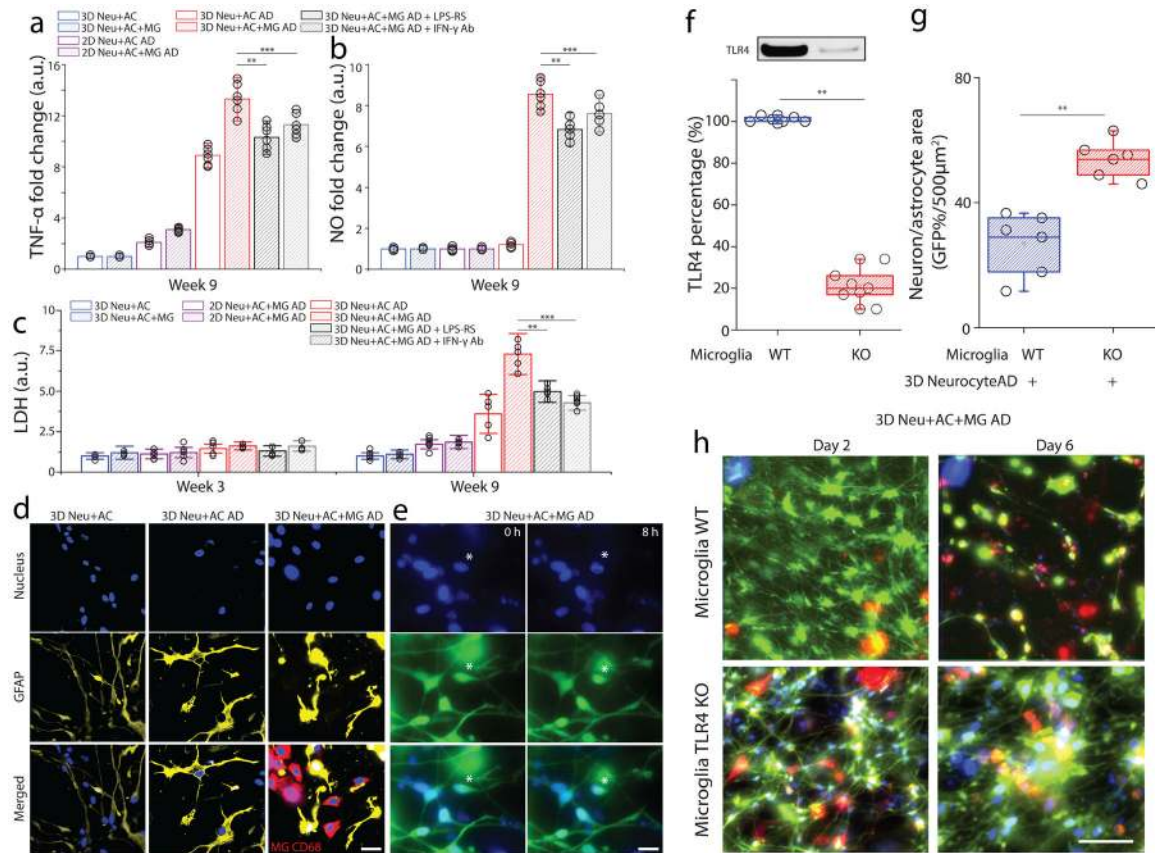 a
3D Neu+AC
3D Neu+AC+MG
2D Neu+AC AD
2D Neu+AC+MG AD
3D Neu+AC AD
3D Neu+AC+MG AD
3D Neu+AC+MG AD + LPS-RS
3D Neu+AC+MG AD + IFN-γ Ab
TNF-α fold change (a.u.)
16
12
8
4
0
***
**
Week 9
b
NO fold change (a.u.)
10
8
6
4
2
0
***
**
Week 9
c
3D Neu+AC
3D Neu+AC+MG
2D Neu+AC+MG AD
2D Neu+AC+MG AD
3D Neu+AC AD
3D Neu+AC+MG AD
3D Neu+AC+MG AD + LPS-RS
3D Neu+AC+MG AD + IFN-γ Ab
LDH (a.u.)
10
7.5
5.0
2.5
0
***
**
Week 3
Week 9
d
3D Neu+AC
3D Neu+AC AD
3D Neu+AC+MG AD
Nucleus
GFAP
Merged
MG CD68
e
3D Neu+AC+MG AD
0 h
8 h
*
*
*
*
*
*
f
TLR4
**
TLR4 percentage (%)
100
80
60
40
20
0
Microglia
WT
KO
g
**
Neuron/astrocyte area
(GFP%/500μm²)
80
40
0
Microglia
WT
KO
3D NeurocyteAD
+
+
h
3D Neu+AC+MG AD
Day 2
Day 6
Microglia WT
Microglia TLR4 KO